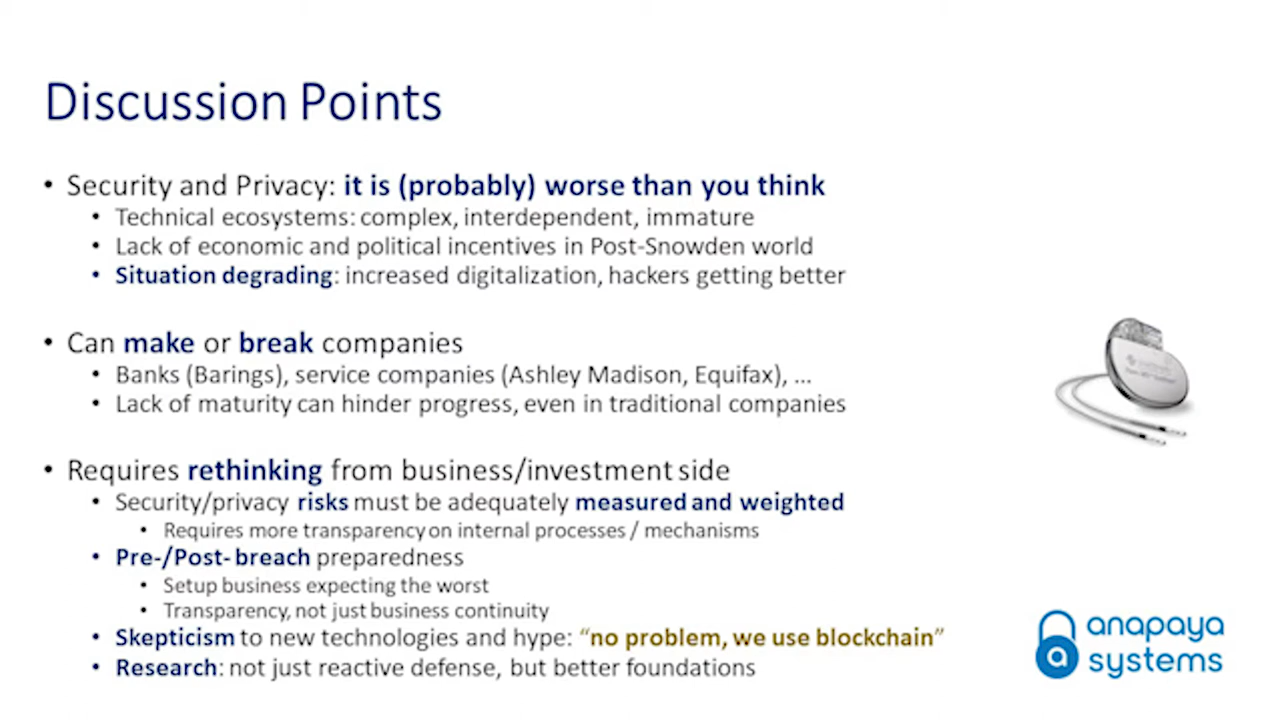 Discussion Points
• Security and Privacy: it is (probably) worse than you think
• Technical ecosystems: complex, interdependent, immature
• Lack of economic and political incentives in Post-Snowden world
• Situation degrading: increased digitalization, hackers getting better
• Can make or break companies
• Banks (Barings), service companies (Ashley Madison, Equifax), ...
• Lack of maturity can hinder progress, even in traditional companies
• Requires rethinking from business/investment side
• Security/privacy risks must be adequately measured and weighted
• Requires more transparency on internal processes / mechanisms
• Pre-/Post- breach preparedness
• Setup business expecting the worst
• Transparency, not just business continuity
• Skepticism to new technologies and hype: “no problem, we use blockchain”
• Research: not just reactive defense, but better foundations
anapaya
systems